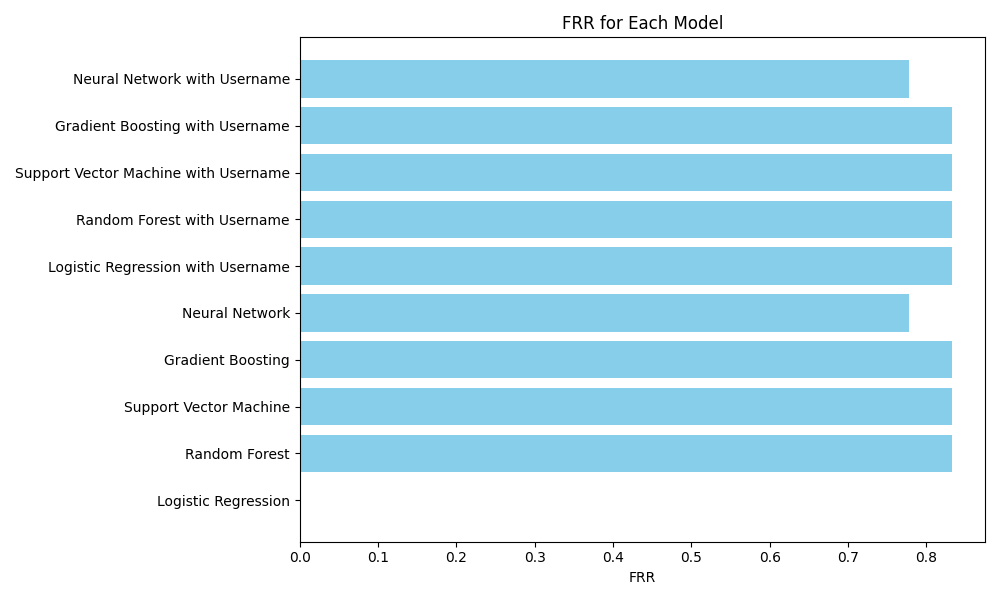 FRR for Each Model
Neural Network with Username
Gradient Boosting with Username
Support Vector Machine with Username
Random Forest with Username
Logistic Regression with Username
Neural Network
Gradient Boosting
Support Vector Machine
Random Forest
Logistic Regression
0.0 0.1 0.2 0.3 0.4 0.5 0.6 0.7 0.8
FRR